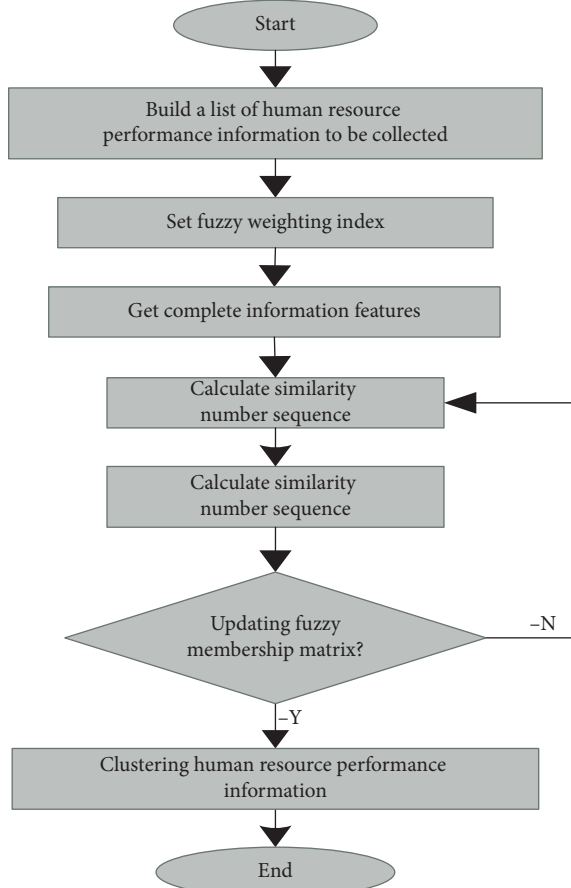 Start
Build a list of human resource
performance information to be collected
Set fuzzy weighting index
Get complete information features
Calculate similarity
number sequence
Calculate similarity
number sequence
Updating fuzzy
membership matrix?
–N
–Y
Clustering human resource performance
information
End